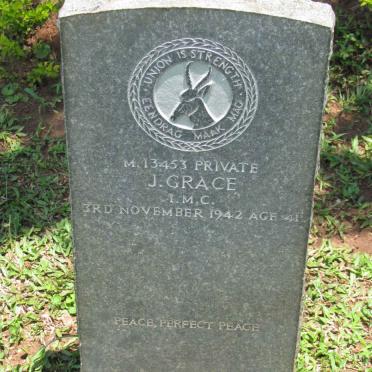 UNION IS STRENGTH
EENDRAG MAAK MAG
M.13453 PRIVATE
J. GRACE
I.M.C.
3RD NOVEMBER 1942 AGE 41
PEACE, PERFECT PEACE